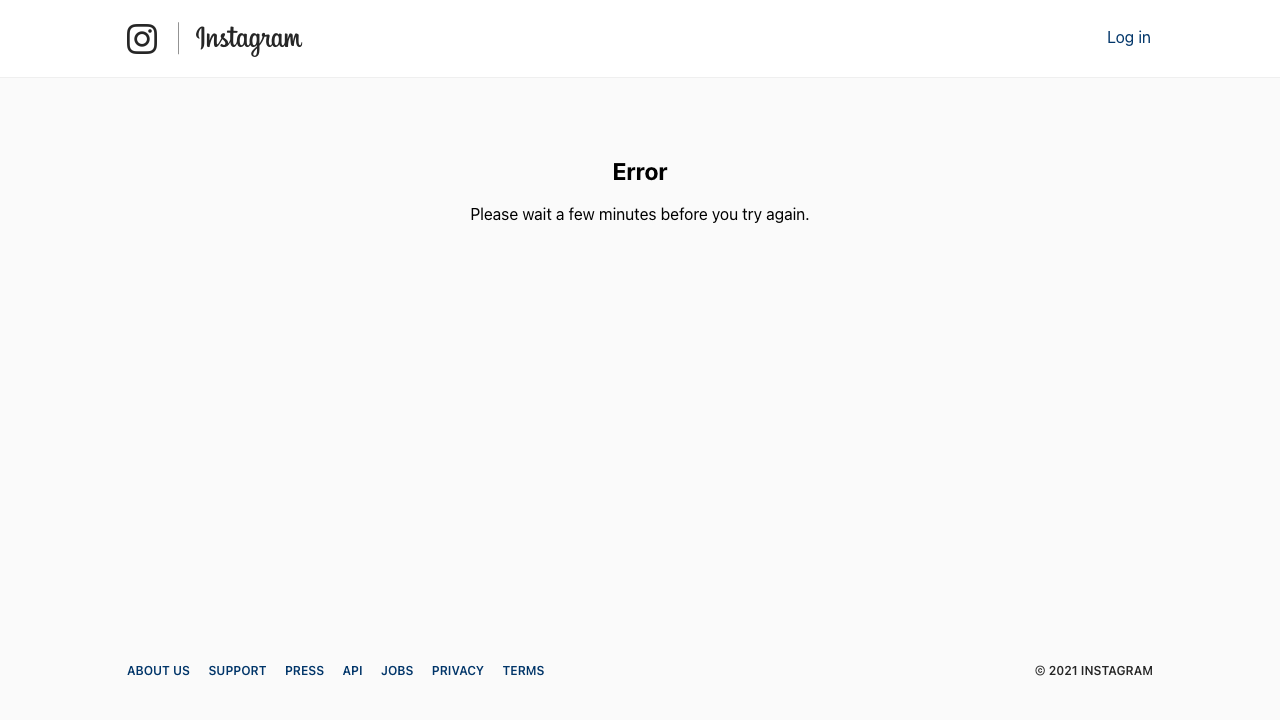 Instagram
Log in
Error
Please wait a few minutes before you try again.
ABOUT US SUPPORT PRESS API JOBS PRIVACY TERMS
© 2021 INSTAGRAM